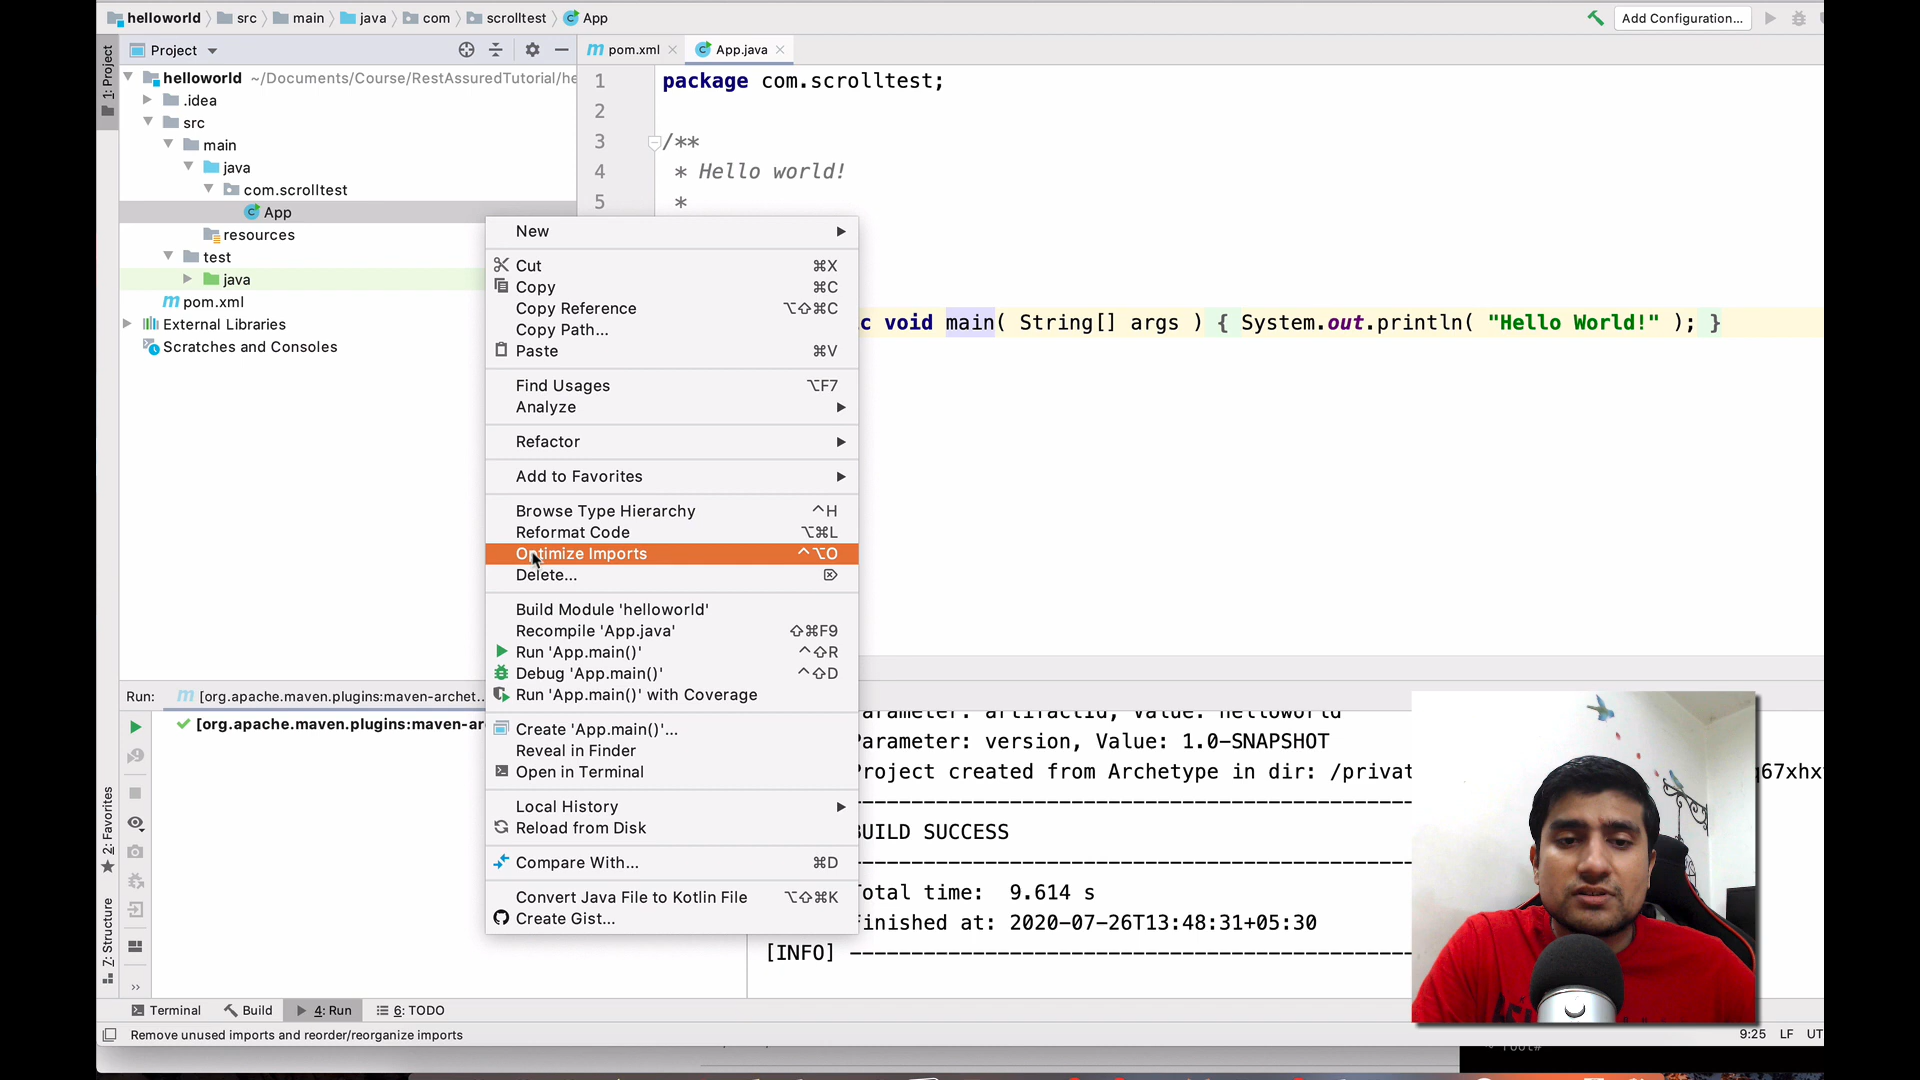 helloworld src main java com scrolltest App Add Configuration...
1: Project
Project
pom.xml App.java
helloworld ~/Documents/Course/RestAssuredTutorial/he
.idea
src
main
java
com.scrolltest
App
resources
test
java
pom.xml
External Libraries
Scratches and Consoles
1 package com.scrolltest;
2
3 /**
4 * Hello world!
5 *
c void main( String[] args ) { System.out.println( "Hello World!" ); }
New
Cut ⌘X
Copy ⌘C
Copy Reference ⌥⇧⌘C
Copy Path...
Paste ⌘V
Find Usages ⌥F7
Analyze
Refactor
Add to Favorites
Browse Type Hierarchy ^H
Reformat Code ⌥⌘L
Optimize Imports ^⌥O
Delete... ⌦
Build Module 'helloworld'
Recompile 'App.java' ⇧⌘F9
Run 'App.main()' ^⇧R
Debug 'App.main()' ^⇧D
Run 'App.main()' with Coverage
Create 'App.main()'...
Reveal in Finder
Open in Terminal
Local History
Reload from Disk
Compare With... ⌘D
Convert Java File to Kotlin File ⌥⇧⌘K
Create Gist...
Run: [org.apache.maven.plugins:maven-archet...
[org.apache.maven.plugins:maven-ar
arameter: artifactId, Value: helloworld
Parameter: version, Value: 1.0-SNAPSHOT
Project created from Archetype in dir: /privat q67xhx
------------------------------------------------
BUILD SUCCESS
------------------------------------------------
Total time: 9.614 s
Finished at: 2020-07-26T13:48:31+05:30
[INFO] ------------------------------------------------
2: Favorites
Z: Structure
Terminal Build 4: Run 6: TODO
Remove unused imports and reorder/reorganize imports 9:25 LF UT